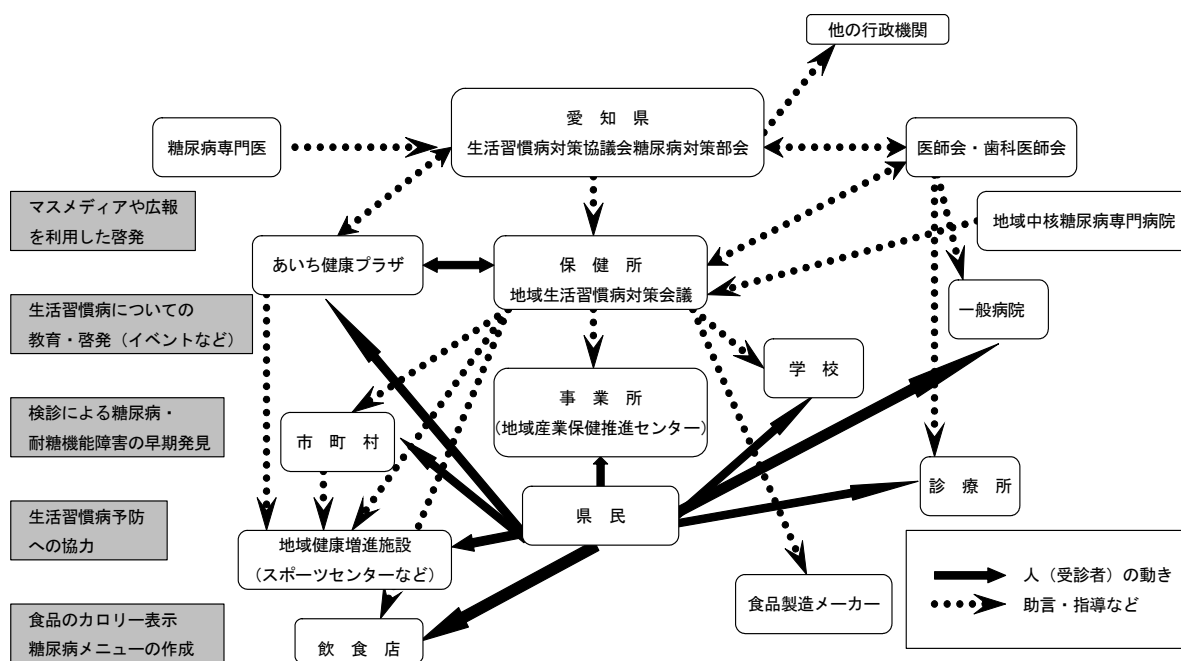 他の行政機関
愛 知 県
生活習慣病対策協議会糖尿病対策部会
糖尿病専門医
医師会・歯科医師会
マスメディアや広報
を利用した啓発
地域中核糖尿病専門病院
あいち健康プラザ
保 健 所
地域生活習慣病対策会議
生活習慣病についての
教育・啓発（イベントなど）
一般病院
学 校
事 業 所
（地域産業保健推進センター）
検診による糖尿病・
耐糖機能障害の早期発見
市 町 村
診 療 所
県 民
生活習慣病予防
への協力
地域健康増進施設
（スポーツセンターなど）
人（受診者）の動き
助言・指導など
食品製造メーカー
食品のカロリー表示
糖尿病メニューの作成
飲 食 店